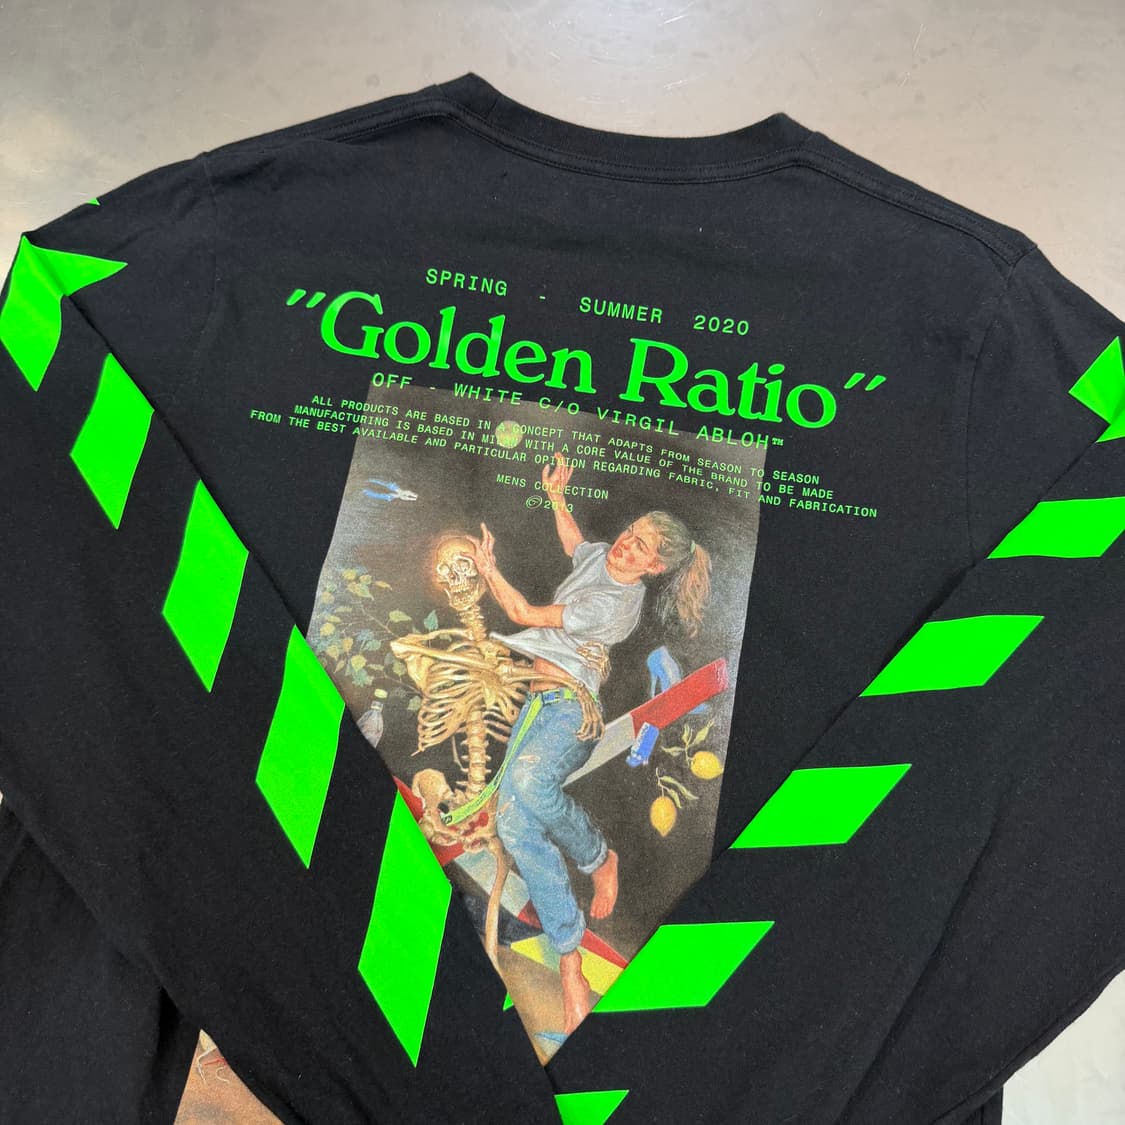 SPRING - SUMMER 2020
"Golden Ratio"
OFF - WHITE C/O VIRGIL ABLOH™
ALL PRODUCTS ARE BASED IN A CONCEPT THAT ADAPTS FROM SEASON TO SEASON
MANUFACTURING IS BASED IN MILANO WITH A CORE VALUE OF THE BRAND TO BE MADE
FROM THE BEST AVAILABLE AND PARTICULAR OPINION REGARDING FABRIC, FIT AND FABRICATION
MENS COLLECTION
©2013